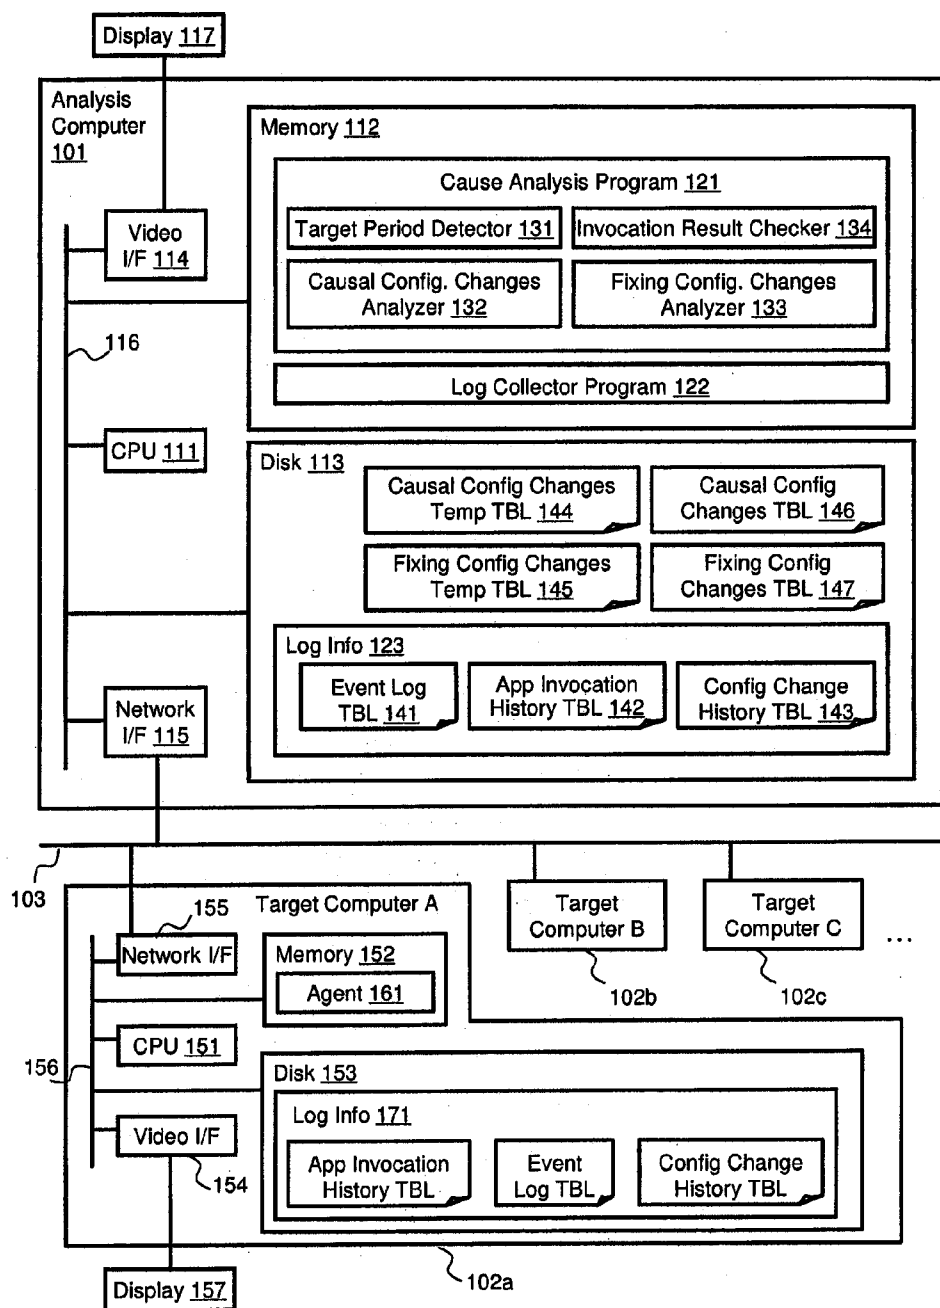 Display 117
Analysis
Computer
101
Memory 112
Cause Analysis Program 121
Target Period Detector 131
Invocation Result Checker 134
Causal Config. Changes
Analyzer 132
Fixing Config. Changes
Analyzer 133
Log Collector Program 122
Video
I/F 114
116
CPU 111
Disk 113
Causal Config Changes
Temp TBL 144
Causal Config
Changes TBL 146
Fixing Config Changes
Temp TBL 145
Fixing Config
Changes TBL 147
Log Info 123
Event Log
TBL 141
App Invocation
History TBL 142
Config Change
History TBL 143
Network
I/F 115
103
155
Target Computer A
Target
Computer B
Target
Computer C
...
102b
102c
Network I/F
Memory 152
Agent 161
CPU 151
156
Disk 153
Log Info 171
App Invocation
History TBL
Event
Log TBL
Config Change
History TBL
Video I/F
154
102a
Display 157